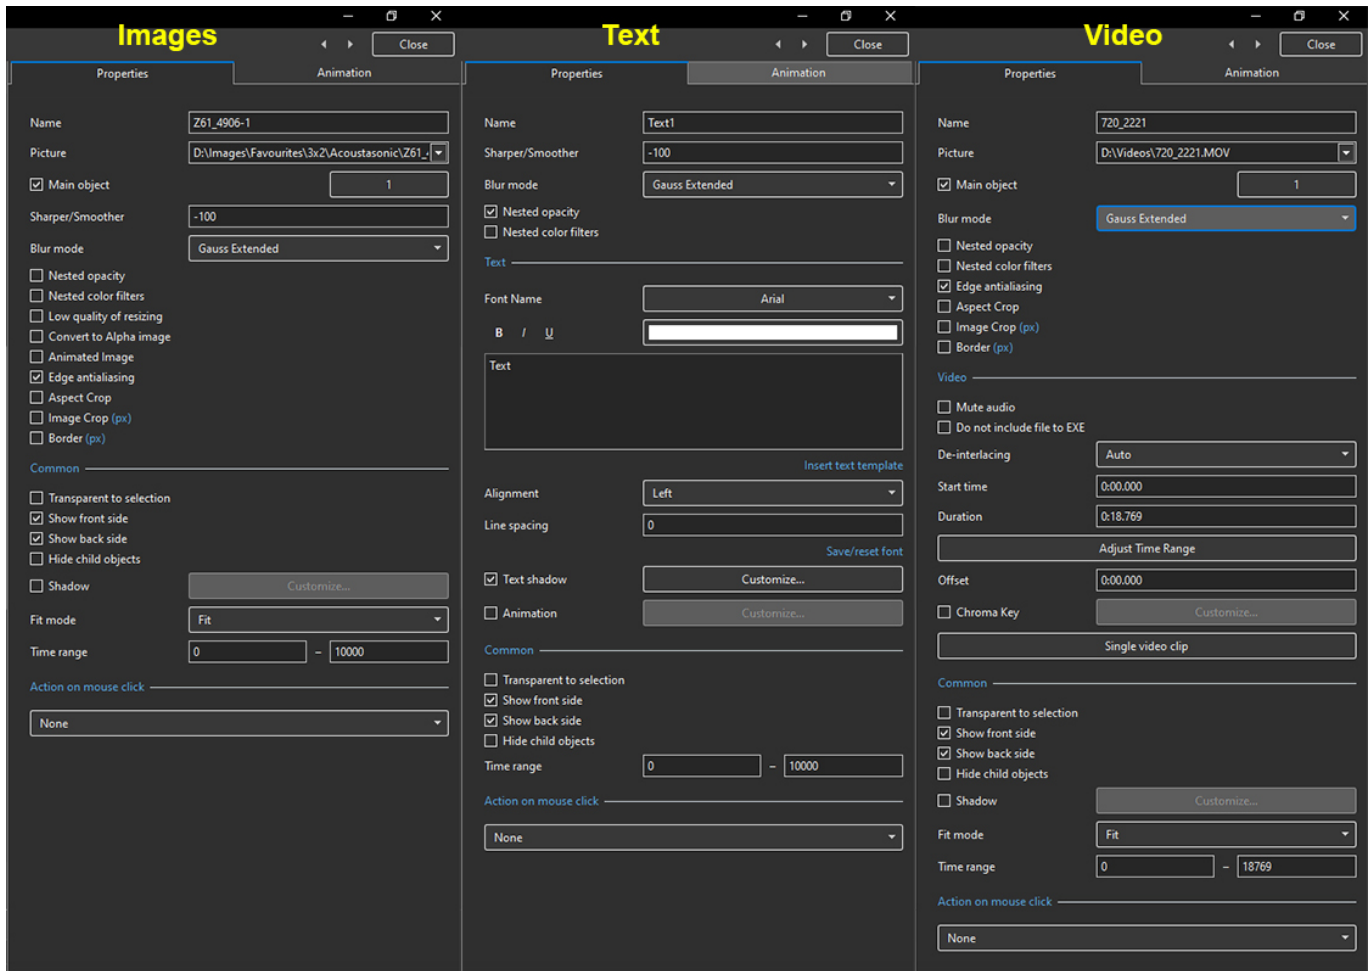 Images
Close
Properties Animation
Name Z61_4906-1
Picture D:\Images\Favourites\3x2\Acoustasonic\Z61_
Main object 1
Sharper/Smoother -100
Blur mode Gauss Extended
Nested opacity
Nested color filters
Low quality of resizing
Convert to Alpha image
Animated Image
Edge antialiasing
Aspect Crop
Image Crop (px)
Border (px)
Common
Transparent to selection
Show front side
Show back side
Hide child objects
Shadow Customize...
Fit mode Fit
Time range 0 – 10000
Action on mouse click
None
Text
Close
Properties Animation
Name Text1
Sharper/Smoother -100
Blur mode Gauss Extended
Nested opacity
Nested color filters
Text
Font Name Arial
B I U
Text
Insert text template
Alignment Left
Line spacing 0
Save/reset font
Text shadow Customize...
Animation Customize...
Common
Transparent to selection
Show front side
Show back side
Hide child objects
Time range 0 – 10000
Action on mouse click
None
Video
Close
Properties Animation
Name 720_2221
Picture D:\Videos\720_2221.MOV
Main object 1
Blur mode Gauss Extended
Nested opacity
Nested color filters
Edge antialiasing
Aspect Crop
Image Crop (px)
Border (px)
Video
Mute audio
Do not include file to EXE
De-interlacing Auto
Start time 0:00.000
Duration 0:18.769
Adjust Time Range
Offset 0:00.000
Chroma Key Customize...
Single video clip
Common
Transparent to selection
Show front side
Show back side
Hide child objects
Shadow Customize...
Fit mode Fit
Time range 0 – 18769
Action on mouse click
None